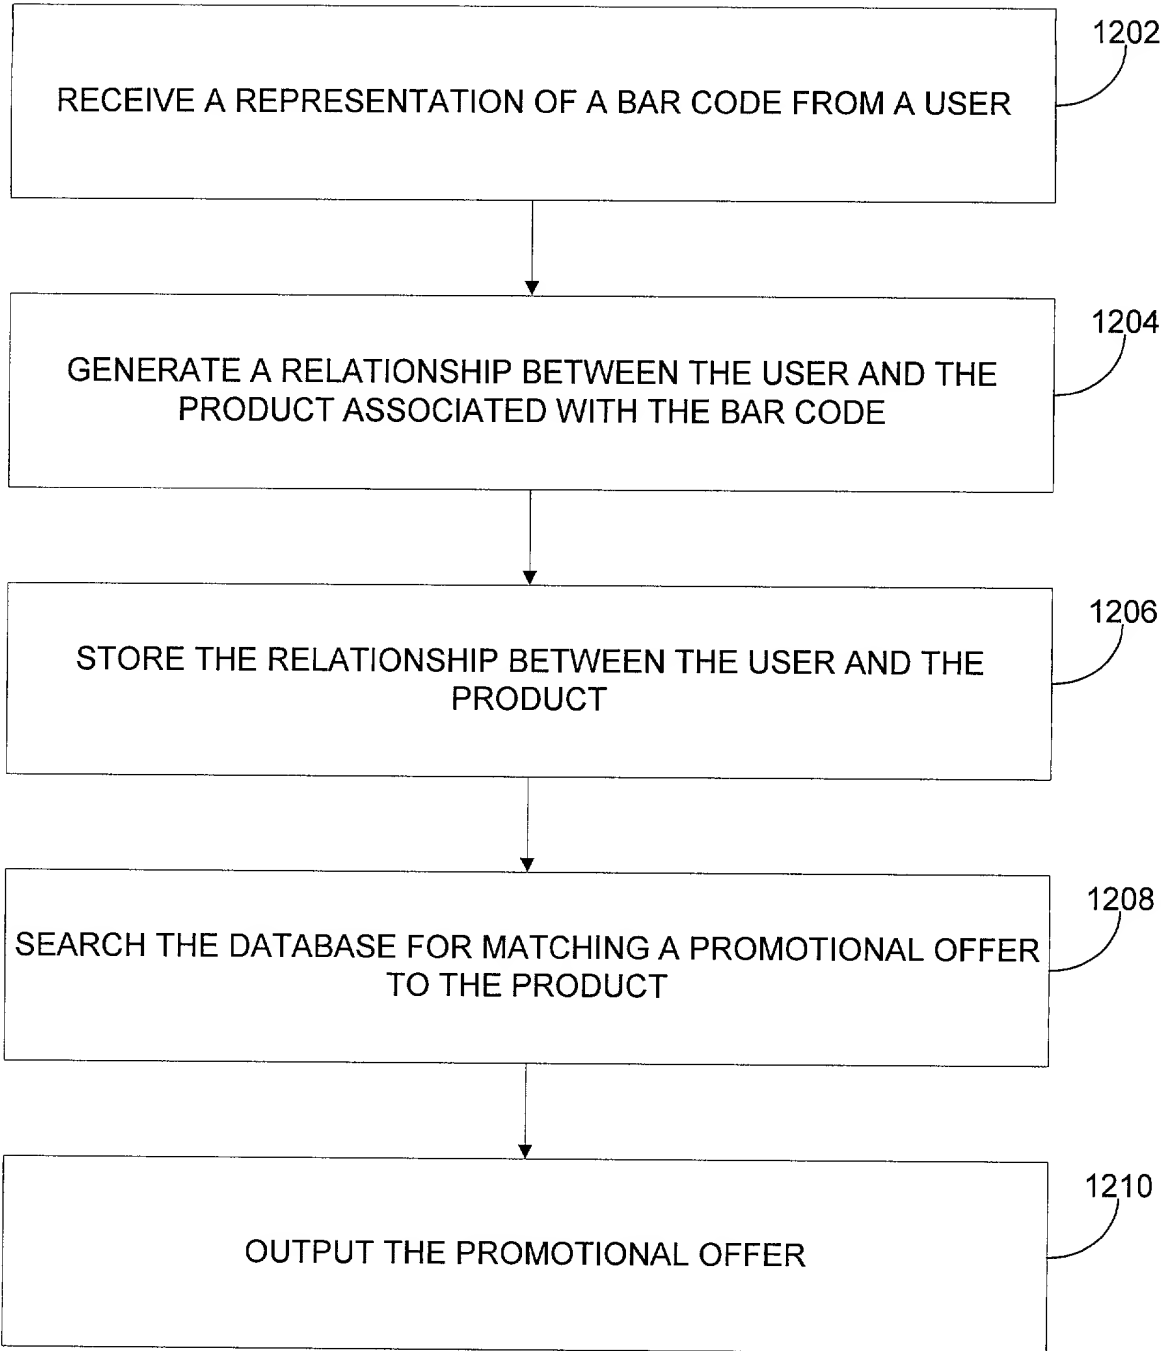 1202
RECEIVE A REPRESENTATION OF A BAR CODE FROM A USER
1204
GENERATE A RELATIONSHIP BETWEEN THE USER AND THE
PRODUCT ASSOCIATED WITH THE BAR CODE
1206
STORE THE RELATIONSHIP BETWEEN THE USER AND THE
PRODUCT
1208
SEARCH THE DATABASE FOR MATCHING A PROMOTIONAL OFFER
TO THE PRODUCT
1210
OUTPUT THE PROMOTIONAL OFFER